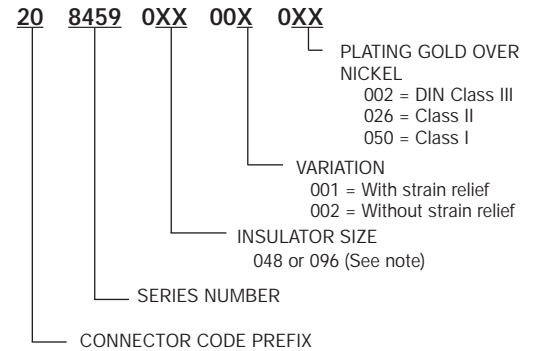 20 8459 0XX 00X 0XX
PLATING GOLD OVER
NICKEL
002 = DIN Class III
026 = Class II
050 = Class I
VARIATION
001 = With strain relief
002 = Without strain relief
INSULATOR SIZE
048 or 096 (See note)
SERIES NUMBER
CONNECTOR CODE PREFIX